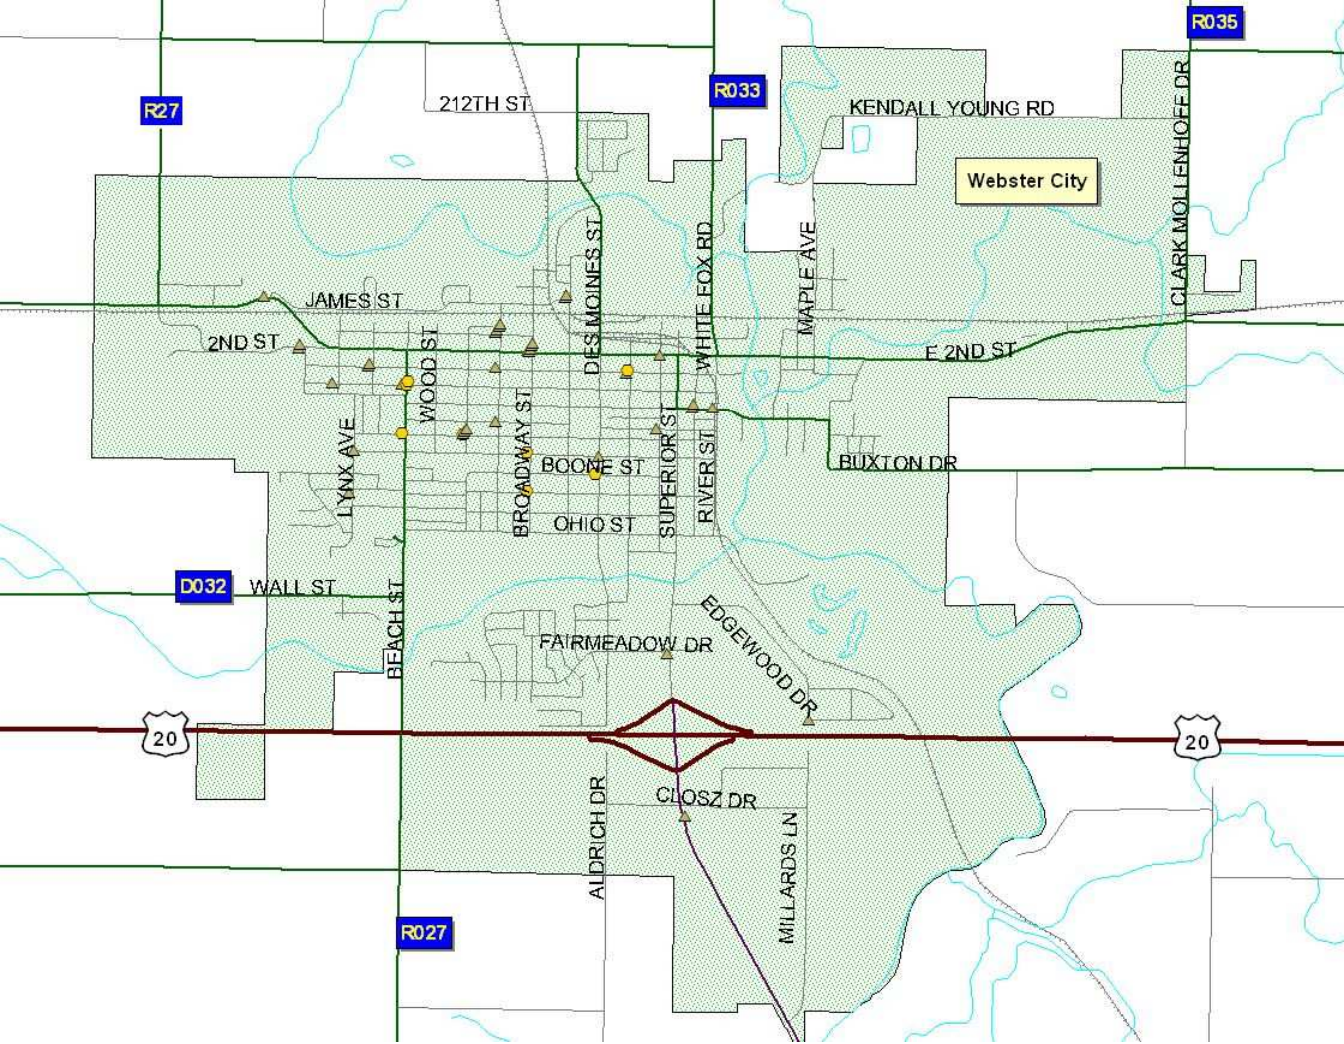 R035
R033
R27
212TH ST
KENDALL YOUNG RD
Webster City
CLARK MOLLENHOFF DR
DES MOINES ST
WHITE FOX RD
MAPLE AVE
JAMES ST
2ND ST
WOOD ST
E 2ND ST
LYNX AVE
BROADWAY ST
BOONE ST
SUPERIOR ST
RIVER ST
BUXTON DR
OHIO ST
D032
WALL ST
BEACH ST
EDGEWOOD DR
FAIRMEADOW DR
20
20
CLOSZ DR
ALDRICH DR
MILLARDS LN
R027